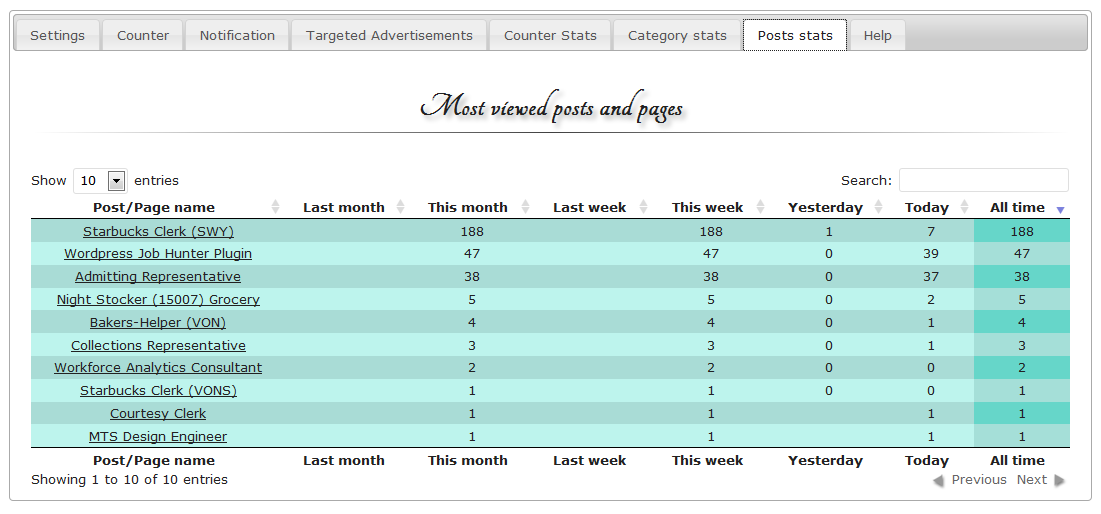 Settings Counter Notification Targeted Advertisements Counter Stats Category stats Posts stats Help
Most viewed posts and pages
Show 10 entries Search:
Post/Page name Last month This month Last week This week Yesterday Today All time
Starbucks Clerk (SWY) 188 188 1 7 188
Wordpress Job Hunter Plugin 47 47 0 39 47
Admitting Representative 38 38 0 37 38
Night Stocker (15007) Grocery 5 5 0 2 5
Bakers-Helper (VON) 4 4 0 1 4
Collections Representative 3 3 0 1 3
Workforce Analytics Consultant 2 2 0 0 2
Starbucks Clerk (VONS) 1 1 0 0 1
Courtesy Clerk 1 1 1 1
MTS Design Engineer 1 1 1 1
Post/Page name Last month This month Last week This week Yesterday Today All time
Showing 1 to 10 of 10 entries Previous Next